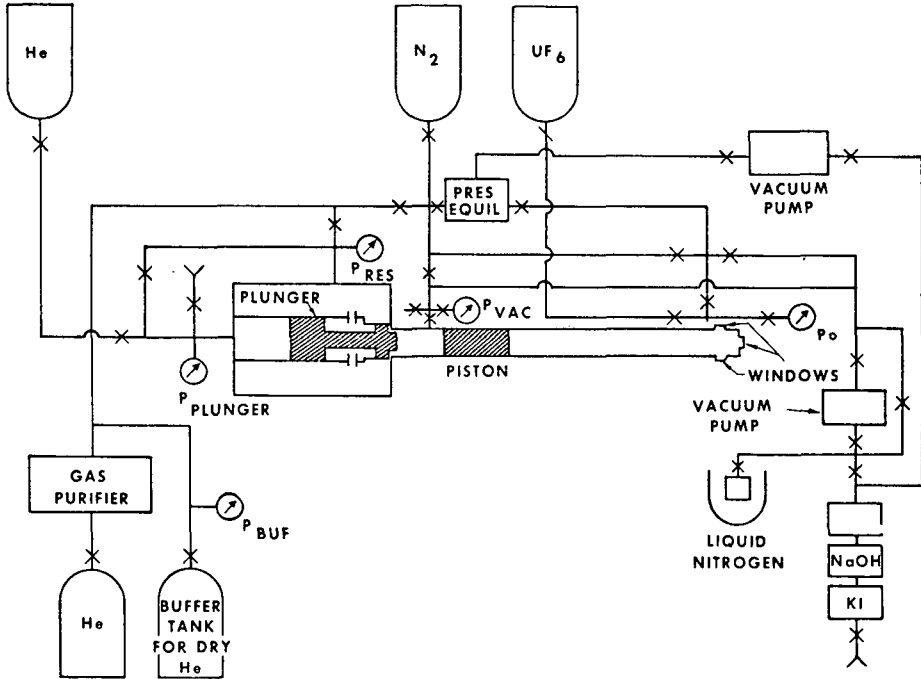 He
N2
UF6
VACUUM
PUMP
PRES
EQUIL
PRES
PLUNGER
PVAC
Po
PISTON
WINDOWS
PPLUNGER
VACUUM
PUMP
GAS
PURIFIER
PBUF
LIQUID
NITROGEN
NaOH
KI
He
BUFFER
TANK
FOR DRY
He